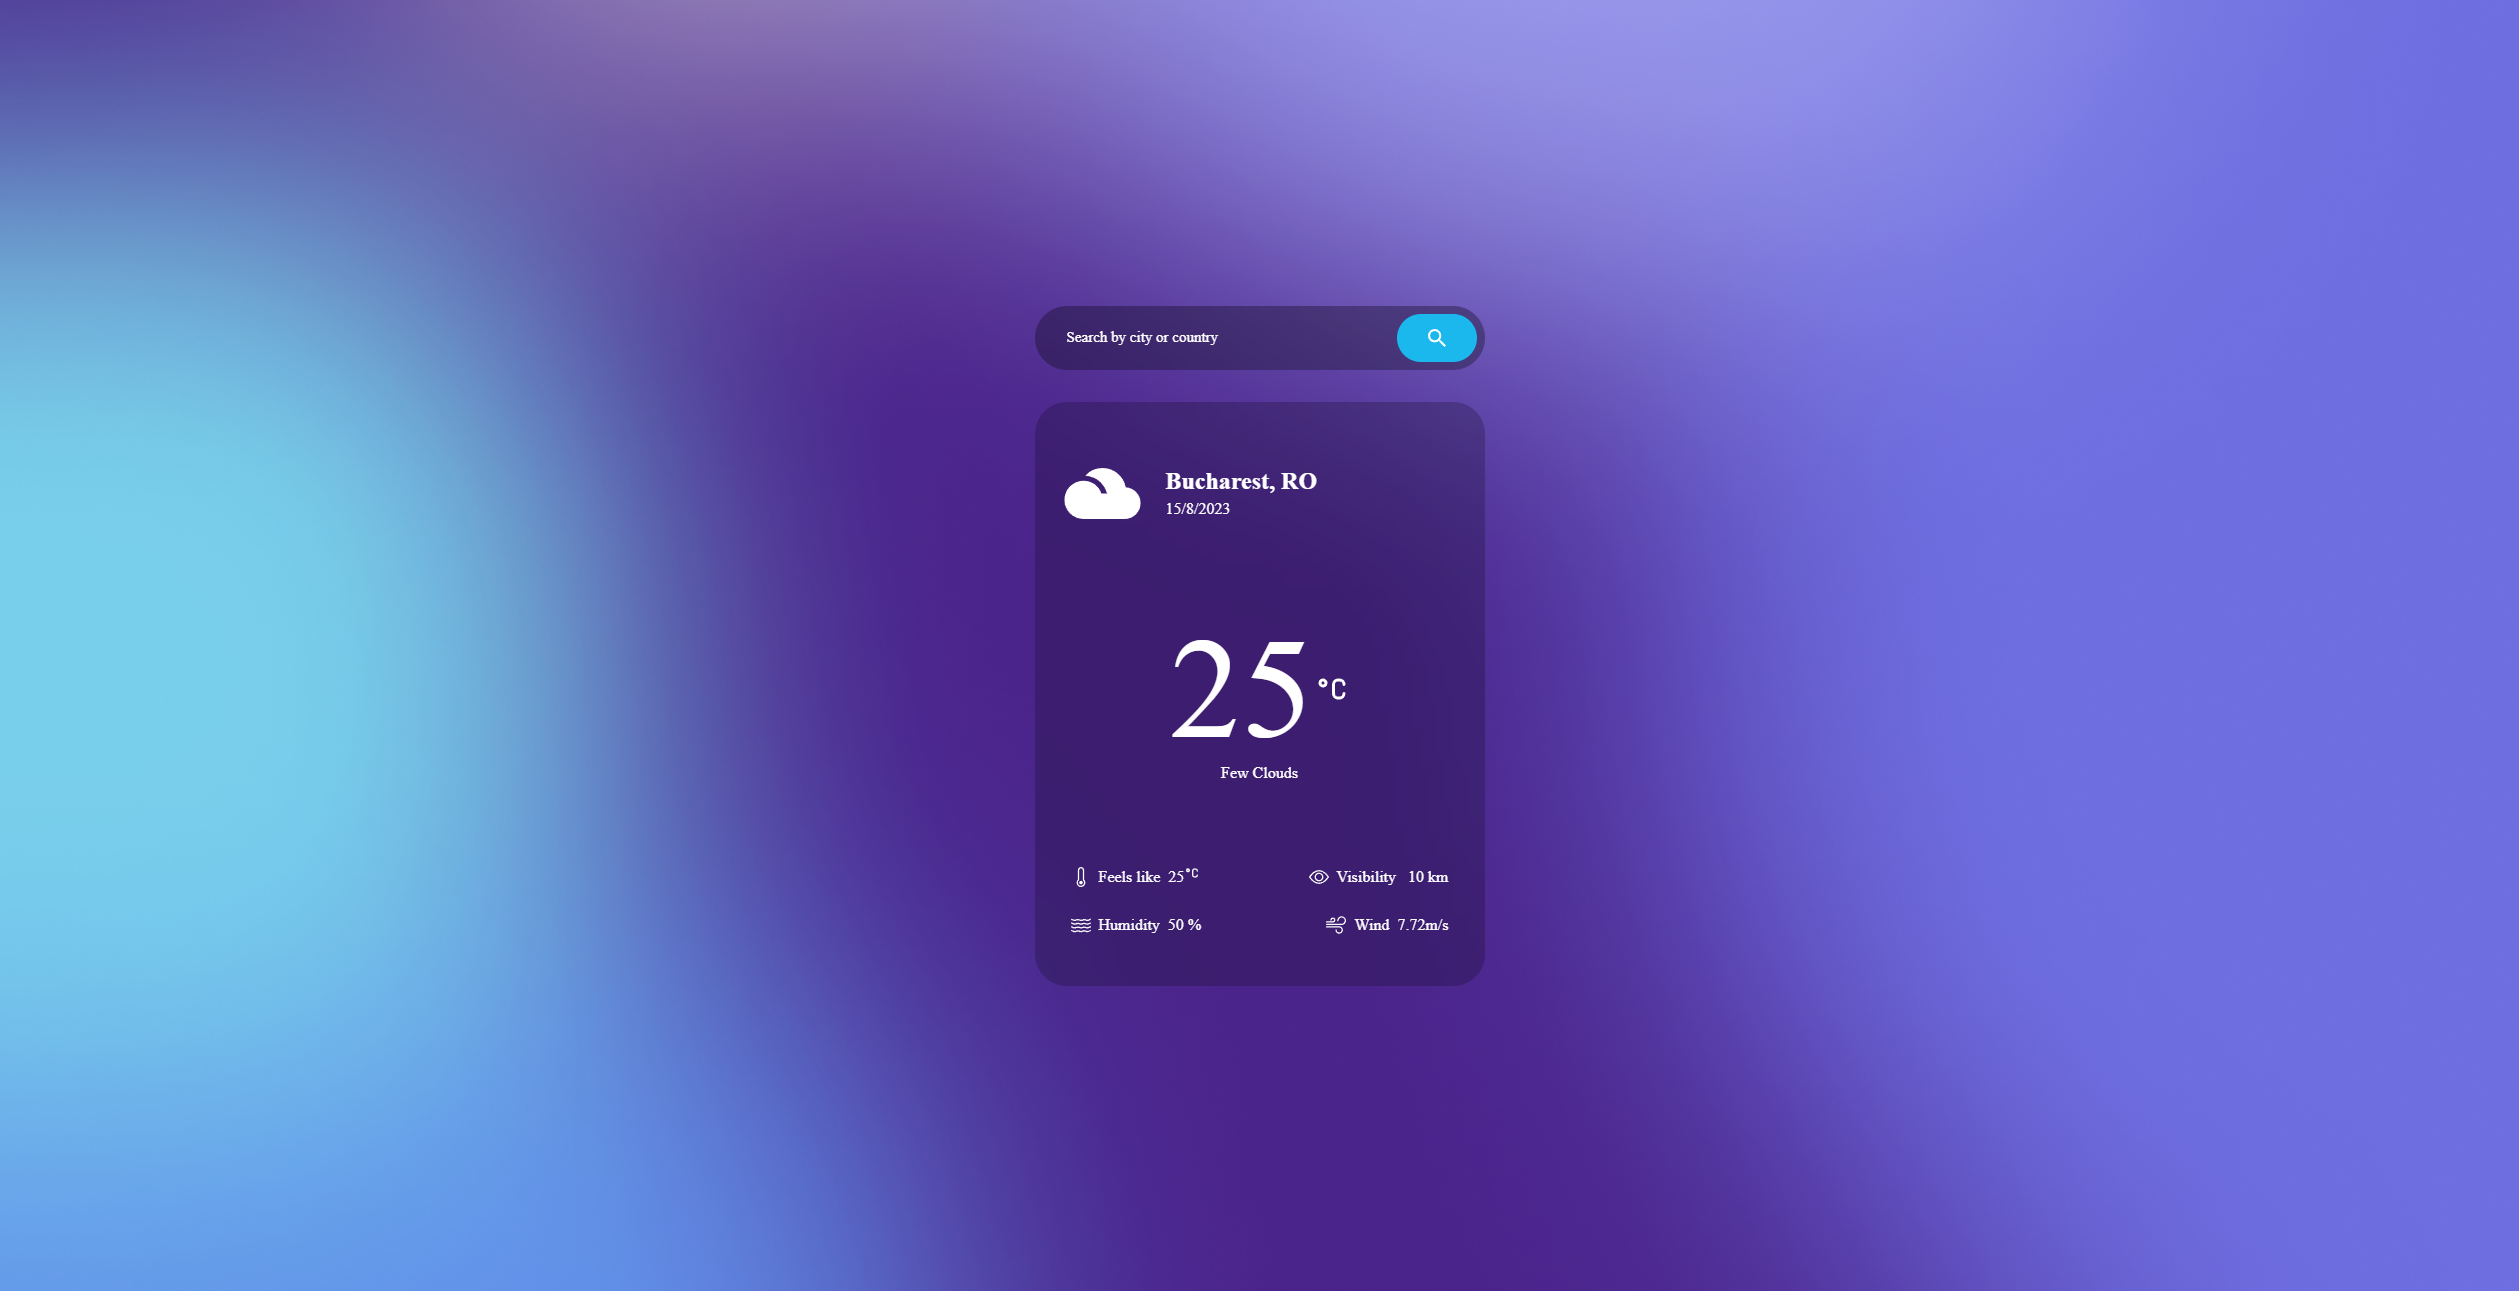 Search by city or country
Bucharest, RO
15/8/2023
25 °C
Few Clouds
Feels like 25°C
Visibility 10 km
Humidity 50 %
Wind 7.72m/s